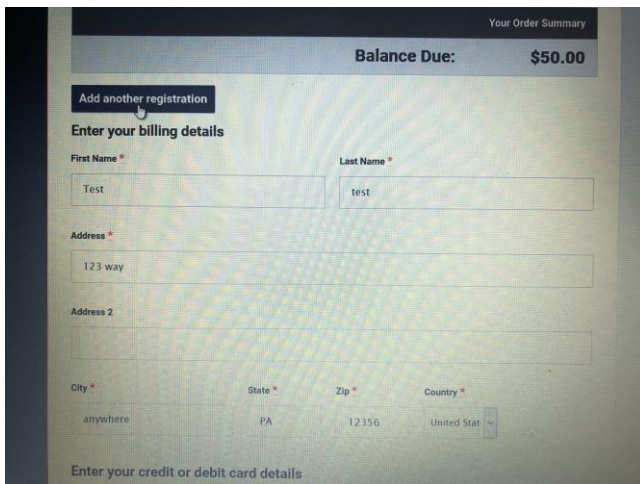 Your Order Summary
Balance Due: $50.00
Add another registration
Enter your billing details
First Name * Last Name *
Test test
Address *
123 way
Address 2
City * State * Zip * Country *
anywhere PA 12356 United Stat
Enter your credit or debit card details